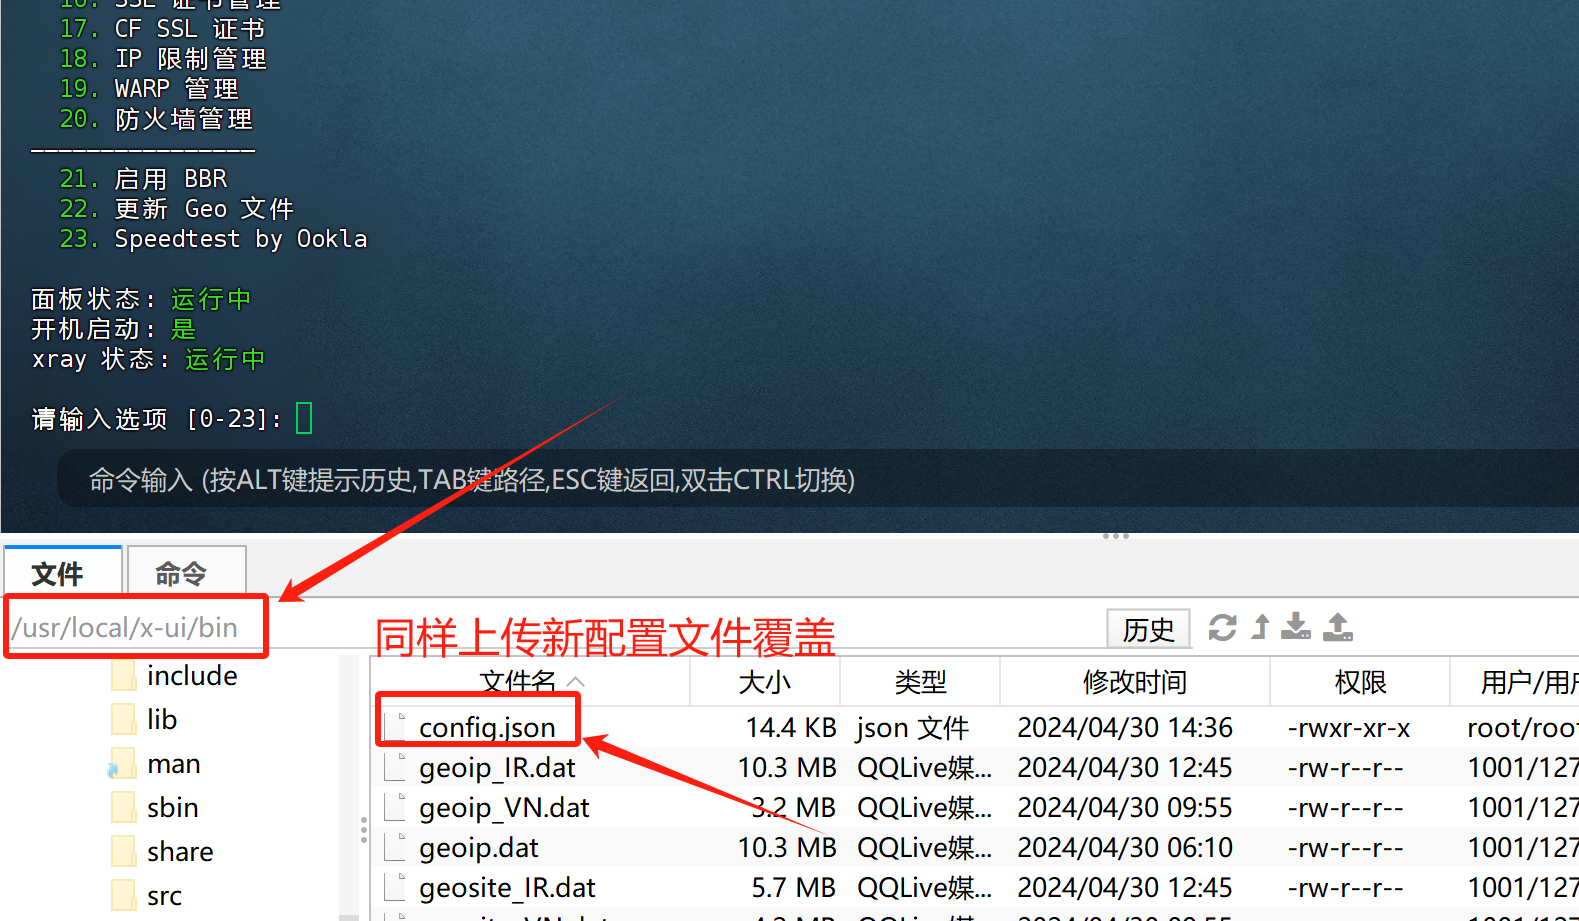 16. SSL 证书管理
17. CF SSL 证书
18. IP 限制管理
19. WARP 管理
20. 防火墙管理
21. 启用 BBR
22. 更新 Geo 文件
23. Speedtest by Ookla
面板状态: 运行中
开机启动: 是
xray 状态: 运行中
请输入选项 [0-23]:
命令输入 (按ALT键提示历史,TAB键路径,ESC键返回,双击CTRL切换)
文件 命令
/usr/local/x-ui/bin
同样上传新配置文件覆盖
历史
include
lib
man
sbin
share
src
文件名 大小 类型 修改时间 权限 用户/用户
config.json 14.4 KB json 文件 2024/04/30 14:36 -rwxr-xr-x root/root
geoip_IR.dat 10.3 MB QQLive媒... 2024/04/30 12:45 -rw-r--r-- 1001/127
geoip_VN.dat 3.2 MB QQLive媒... 2024/04/30 09:55 -rw-r--r-- 1001/127
geoip.dat 10.3 MB QQLive媒... 2024/04/30 06:10 -rw-r--r-- 1001/127
geosite_IR.dat 5.7 MB QQLive媒... 2024/04/30 12:45 -rw-r--r-- 1001/127